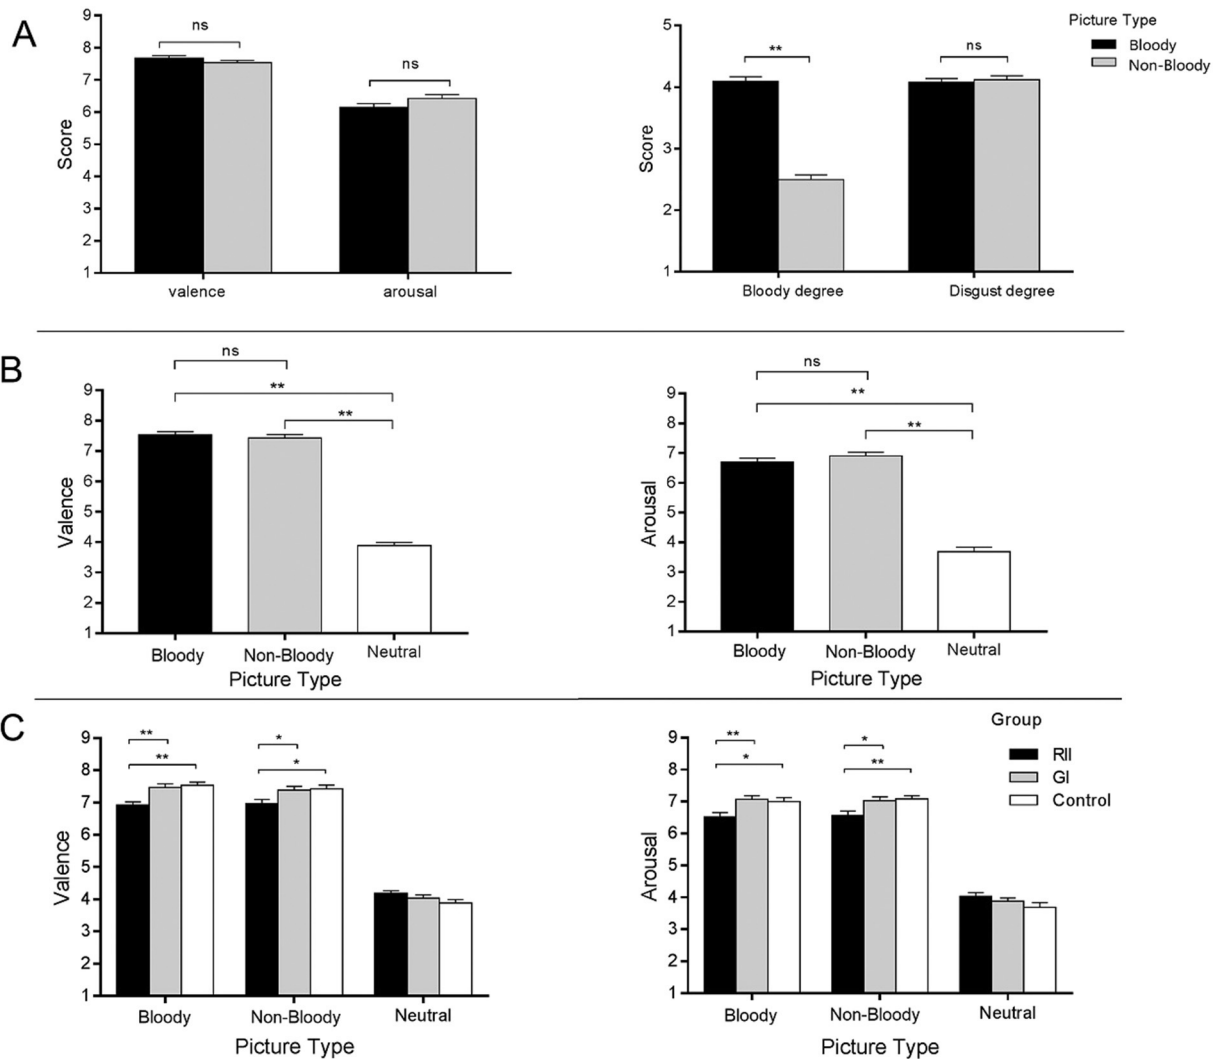 A
9
8
7
6
5
4
3
2
1
Score
ns
ns
valence
arousal
5
4
3
2
1
Score
**
ns
Bloody degree
Disgust degree
Picture Type
Bloody
Non-Bloody
B
9
8
7
6
5
4
3
2
1
Valence
ns
**
**
Bloody
Non-Bloody
Neutral
Picture Type
9
8
7
6
5
4
3
2
1
Arousal
ns
**
**
Bloody
Non-Bloody
Neutral
Picture Type
C
9
8
7
6
5
4
3
2
1
Valence
**
**
*
*
Bloody
Non-Bloody
Neutral
Picture Type
9
8
7
6
5
4
3
2
1
Arousal
**
*
*
**
Bloody
Non-Bloody
Neutral
Picture Type
Group
RII
GI
Control